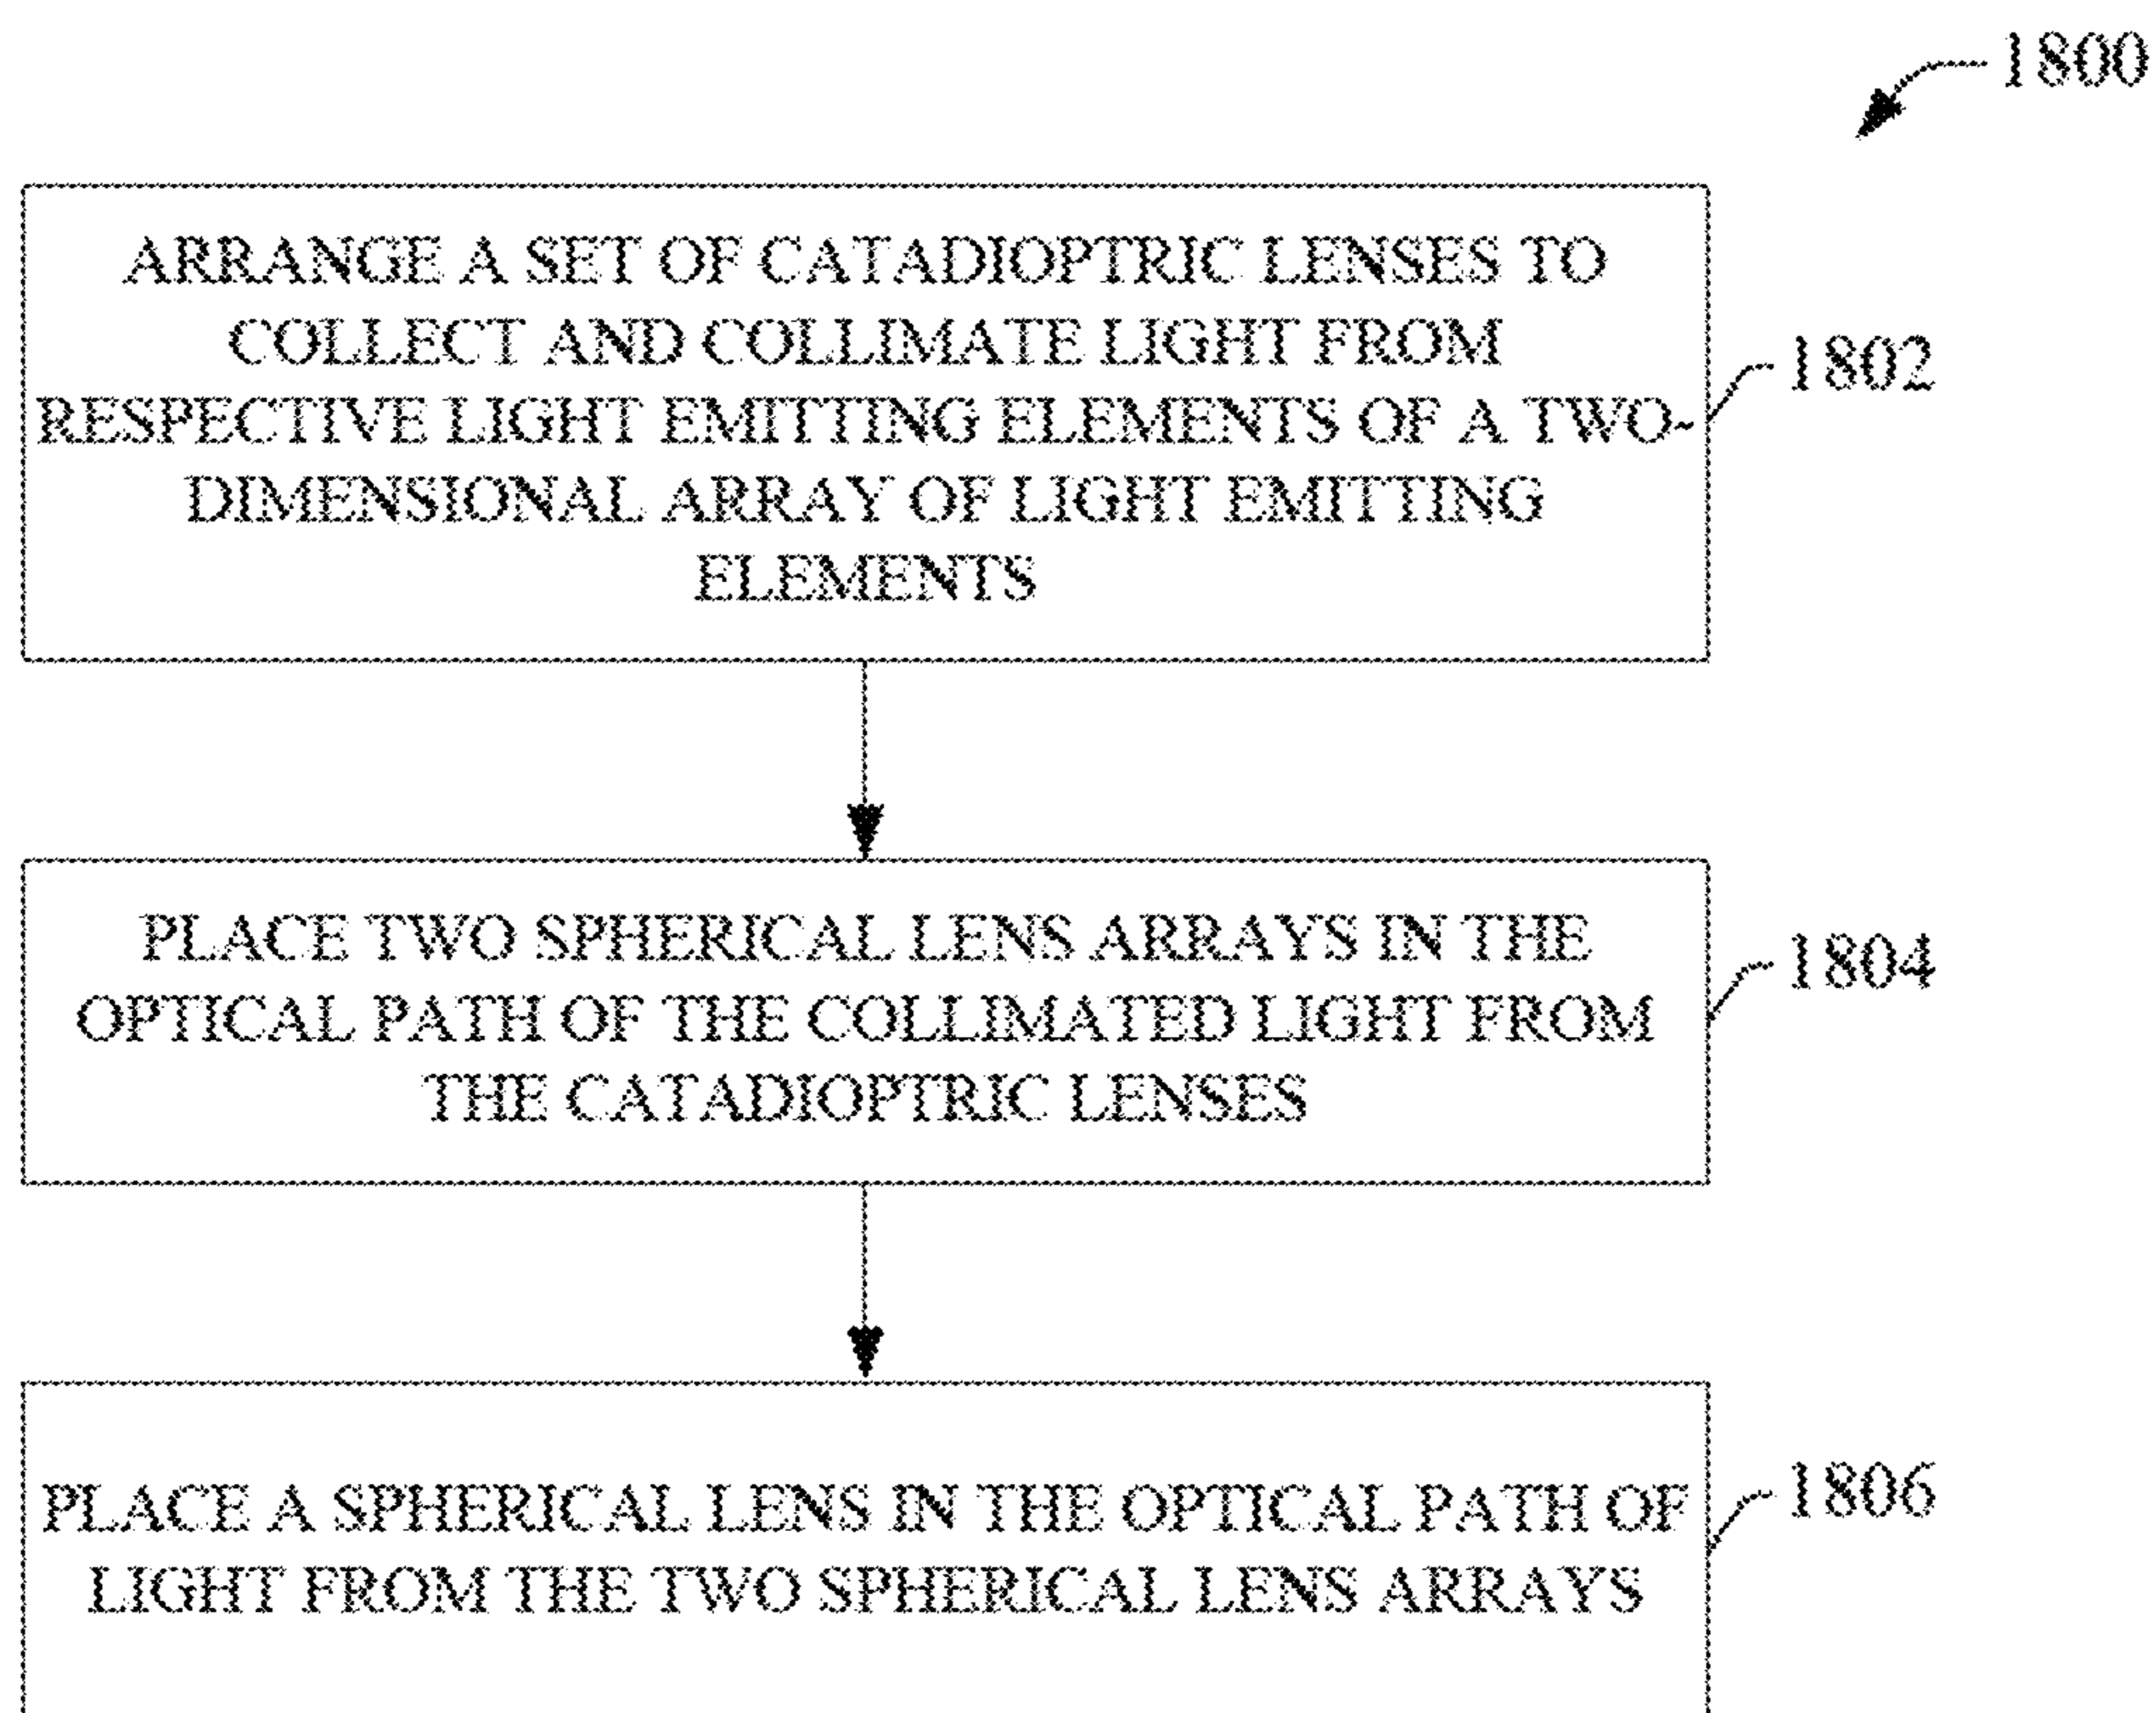 1800
ARRANGE A SET OF CATADIOPTRIC LENSES TO
COLLECT AND COLLIMATE LIGHT FROM
RESPECTIVE LIGHT EMITTING ELEMENTS OF A TWO-
DIMENSIONAL ARRAY OF LIGHT EMITTING
ELEMENTS
1802
PLACE TWO SPHERICAL LENS ARRAYS IN THE
OPTICAL PATH OF THE COLLIMATED LIGHT FROM
THE CATADIOPTRIC LENSES
1804
PLACE A SPHERICAL LENS IN THE OPTICAL PATH OF
LIGHT FROM THE TWO SPHERICAL LENS ARRAYS
1806